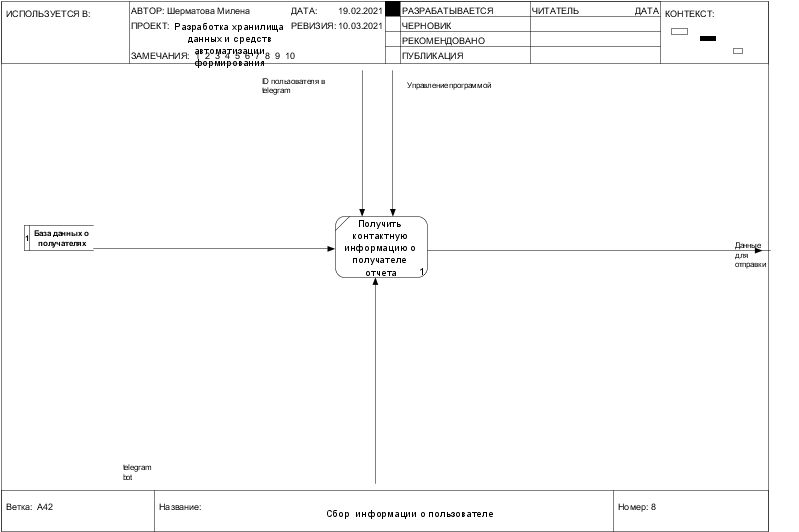 ИСПОЛЬЗУЕТСЯ В:
АВТОР: Шерматова Милена
ДАТА: 19.02.2021
ПРОЕКТ: Разработка хранилища
данных и средств
автоматизации
формирования
РЕВИЗИЯ: 10.03.2021
ЗАМЕЧАНИЯ: 1 2 3 4 5 6 7 8 9 10
РАЗРАБАТЫВАЕТСЯ
ЧЕРНОВИК
РЕКОМЕНДОВАНО
ПУБЛИКАЦИЯ
ЧИТАТЕЛЬ ДАТА
КОНТЕКСТ:
ID пользователя в
telegram
Управление программой
1
База данных о
получателях
Получить
контактную
информацию о
получателе
отчета
1
Данные
для
отправки
telegram
bot
Ветка: A42
Название:
Сбор информации о пользователе
Номер: 8